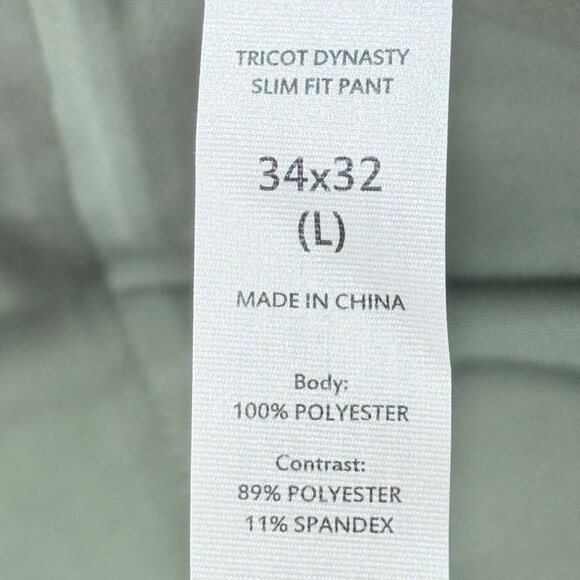 TRICOT DYNASTY
SLIM FIT PANT
34x32
(L)
MADE IN CHINA
Body:
100% POLYESTER
Contrast:
89% POLYESTER
11% SPANDEX